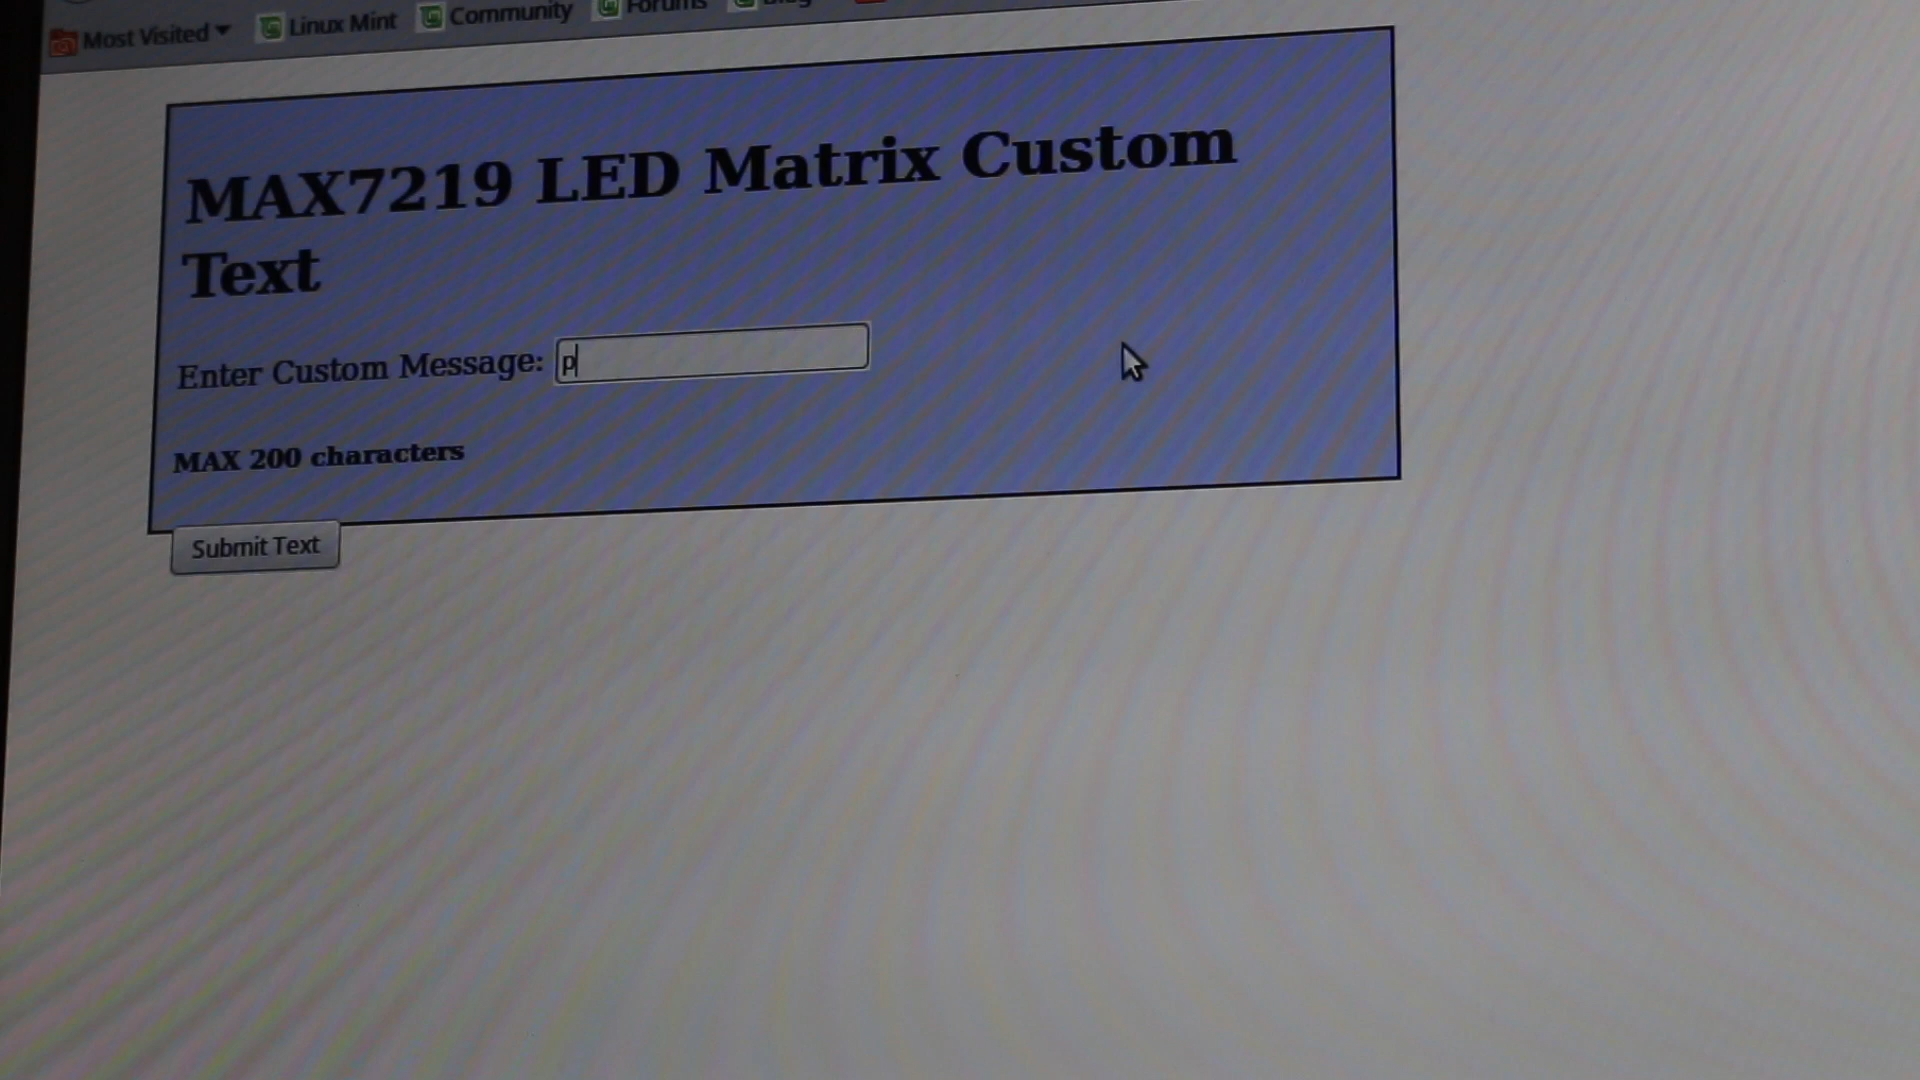 Most Visited Linux Mint Community Forums
MAX7219 LED Matrix Custom
Text
Enter Custom Message: p
MAX 200 characters
Submit Text